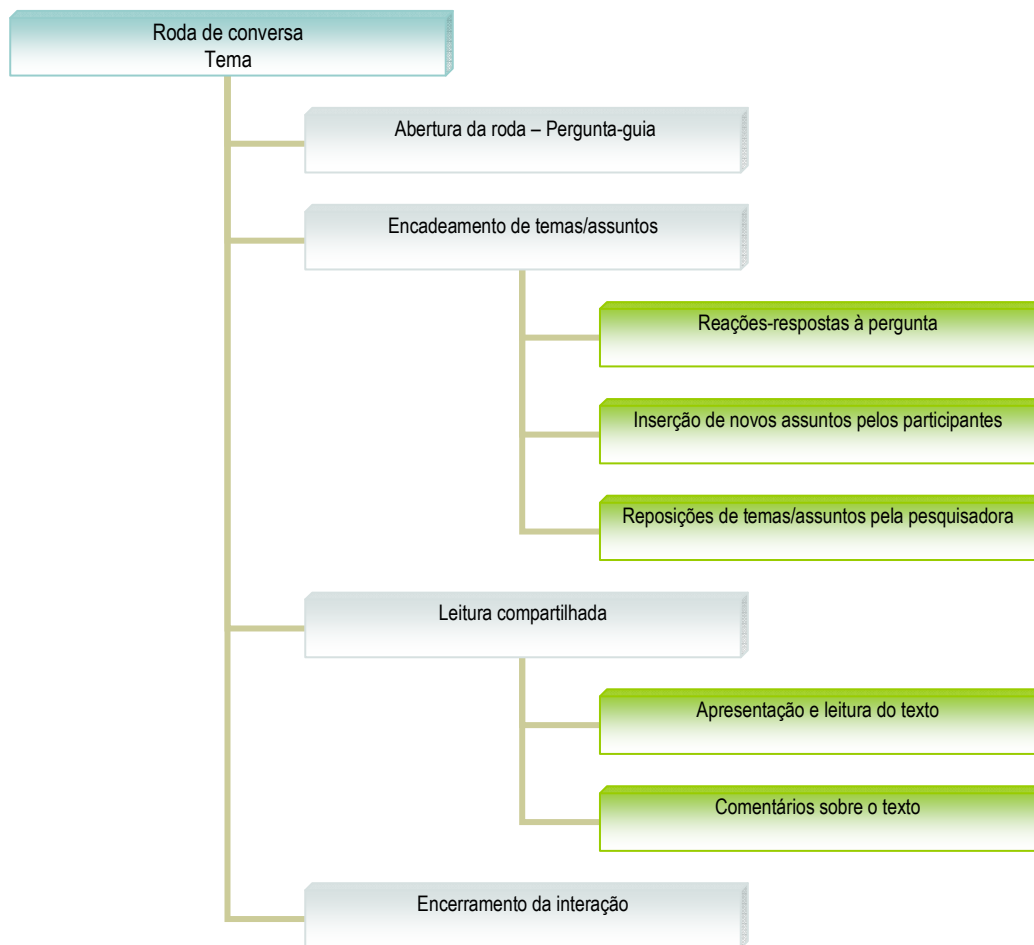 Roda de conversa
Tema
Abertura da roda – Pergunta-guia
Encadeamento de temas/assuntos
Reações-respostas à pergunta
Inserção de novos assuntos pelos participantes
Reposições de temas/assuntos pela pesquisadora
Leitura compartilhada
Apresentação e leitura do texto
Comentários sobre o texto
Encerramento da interação